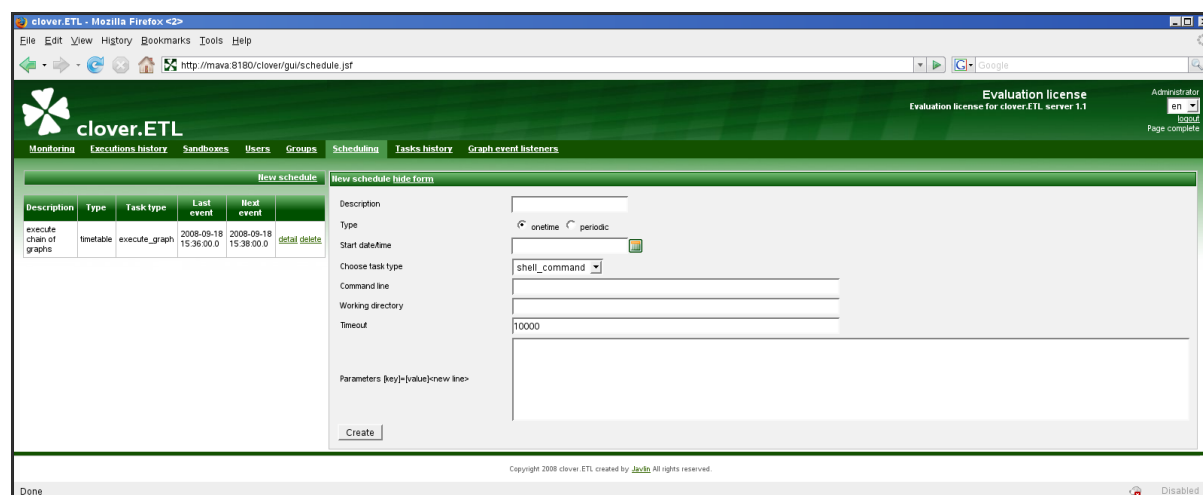 clover.ETL - Mozilla Firefox <2>
File Edit View History Bookmarks Tools Help
http://mava:8180/clover/gui/schedule.jsf
G Google
clover.ETL
Evaluation license
Evaluation license for clover.ETL server 1.1
Administrator
en
logout
Page complete
Monitoring Executions history Sandboxes Users Groups Scheduling Tasks history Graph event listeners
New schedule
Description Type Task type Last event Next event
execute chain of graphs timetable execute_graph 2008-09-18 15:36:00.0 2008-09-18 15:38:00.0 detail delete
New schedule hide form
Description
Type onetime periodic
Start date/time
Choose task type shell_command
Command line
Working directory
Timeout 10000
Parameters [key]=[value]<new line>
Create
Copyright 2008 clover.ETL created by Javlin All rights reserved.
Done Disabled